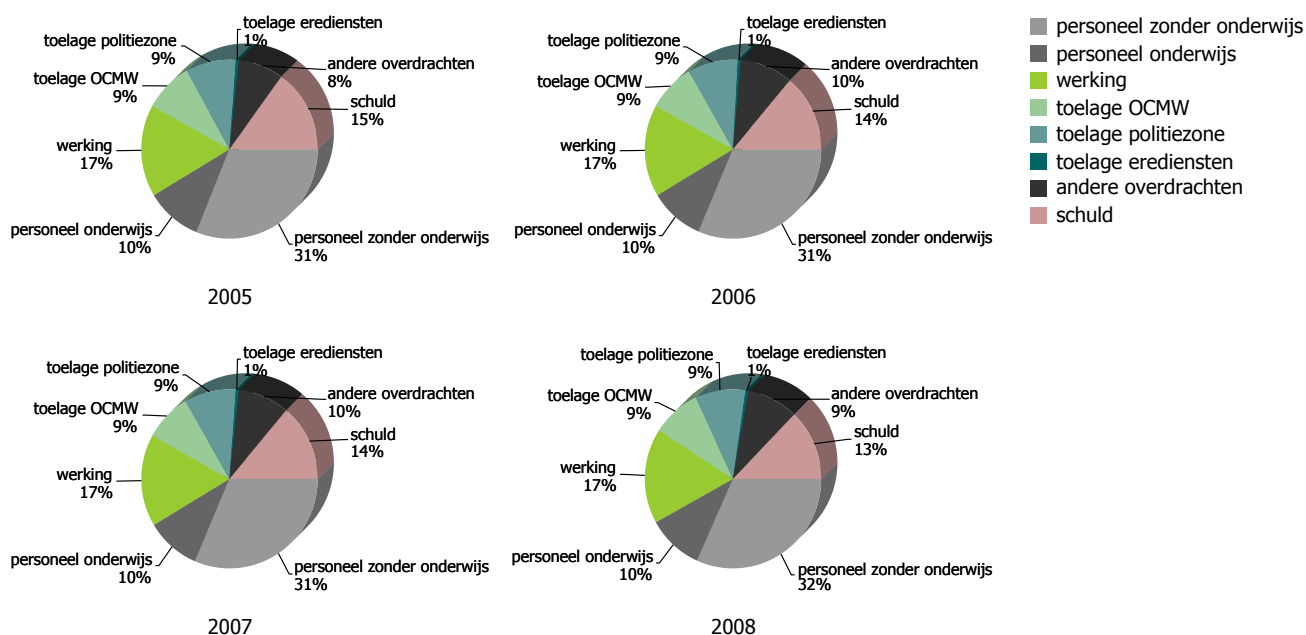 toelage erediensten
1%
toelage politiezone
9%
andere overdrachten
8%
toelage OCMW
9%
schuld
15%
werking
17%
personeel onderwijs
10%
personeel zonder onderwijs
31%
2005
toelage erediensten
1%
toelage politiezone
9%
andere overdrachten
10%
toelage OCMW
9%
schuld
14%
werking
17%
personeel onderwijs
10%
personeel zonder onderwijs
31%
2006
personeel zonder onderwijs
personeel onderwijs
werking
toelage OCMW
toelage politiezone
toelage erediensten
andere overdrachten
schuld
toelage erediensten
1%
toelage politiezone
9%
andere overdrachten
10%
toelage OCMW
9%
schuld
14%
werking
17%
personeel onderwijs
10%
personeel zonder onderwijs
31%
2007
toelage erediensten
1%
toelage politiezone
9%
andere overdrachten
9%
toelage OCMW
9%
schuld
13%
werking
17%
personeel onderwijs
10%
personeel zonder onderwijs
32%
2008